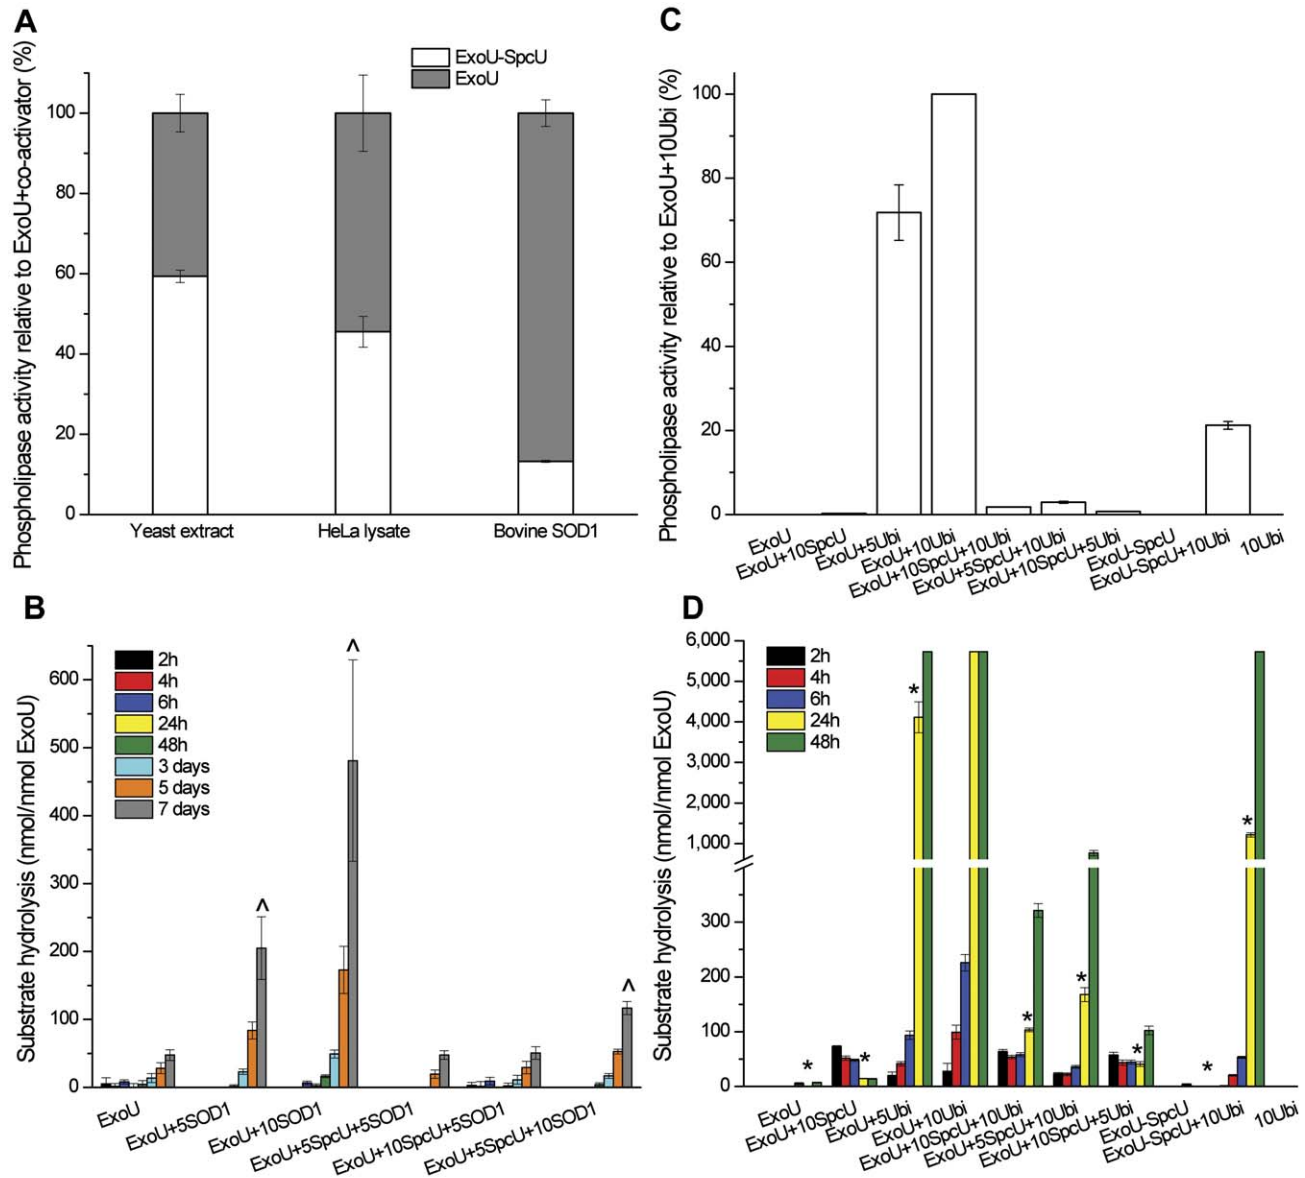 A
Phospholipase activity relative to ExoU+co-activator (%)
ExoU-SpcU
ExoU
100
80
60
40
20
0
Yeast extract
HeLa lysate
Bovine SOD1
C
Phospholipase activity relative to ExoU+10Ubi (%)
100
80
60
40
20
0
ExoU
ExoU+10SpcU
ExoU+5Ubi
ExoU+10Ubi
ExoU+10SpcU+10Ubi
ExoU+5SpcU+10Ubi
ExoU+10SpcU+5Ubi
ExoU-SpcU
ExoU-SpcU+10Ubi
10Ubi
B
Substrate hydrolysis (nmol/nmol ExoU)
2h
4h
6h
24h
48h
3 days
5 days
7 days
600
500
400
300
200
100
0
^
^
^
ExoU
ExoU+5SOD1
ExoU+10SOD1
ExoU+5SpcU+5SOD1
ExoU+10SpcU+5SOD1
ExoU+5SpcU+10SOD1
D
Substrate hydrolysis (nmol/nmol ExoU)
2h
4h
6h
24h
48h
6,000
5,000
4,000
3,000
2,000
1,000
300
200
100
0
*
*
*
*
*
*
*
*
ExoU
ExoU+10SpcU
ExoU+5Ubi
ExoU+10Ubi
ExoU+10SpcU+10Ubi
ExoU+5SpcU+10Ubi
ExoU+10SpcU+5Ubi
ExoU-SpcU
ExoU-SpcU+10Ubi
10Ubi